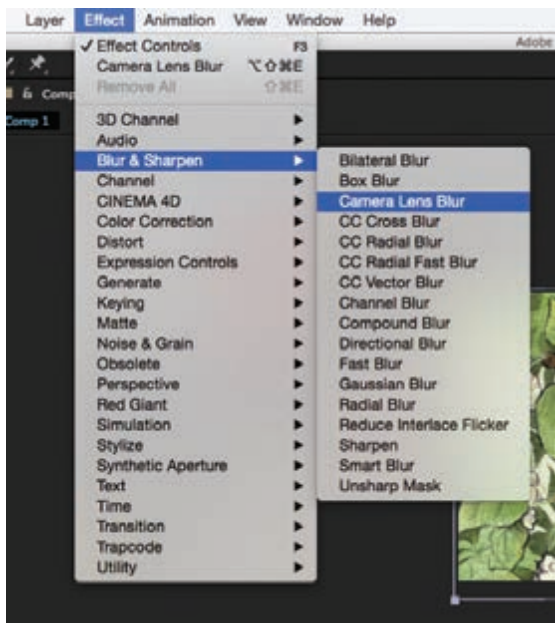 Layer Effect Animation View Window Help
Adobe
✓ Effect Controls F3
Camera Lens Blur ⌥⇧⌘E
Remove All ⇧⌘E
Comp
Comp 1
3D Channel
Audio
Blur & Sharpen
Channel
CINEMA 4D
Color Correction
Distort
Expression Controls
Generate
Keying
Matte
Noise & Grain
Obsolete
Perspective
Red Giant
Simulation
Stylize
Synthetic Aperture
Text
Time
Transition
Trapcode
Utility
Bilateral Blur
Box Blur
Camera Lens Blur
CC Cross Blur
CC Radial Blur
CC Radial Fast Blur
CC Vector Blur
Channel Blur
Compound Blur
Directional Blur
Fast Blur
Gaussian Blur
Radial Blur
Reduce Interlace Flicker
Sharpen
Smart Blur
Unsharp Mask